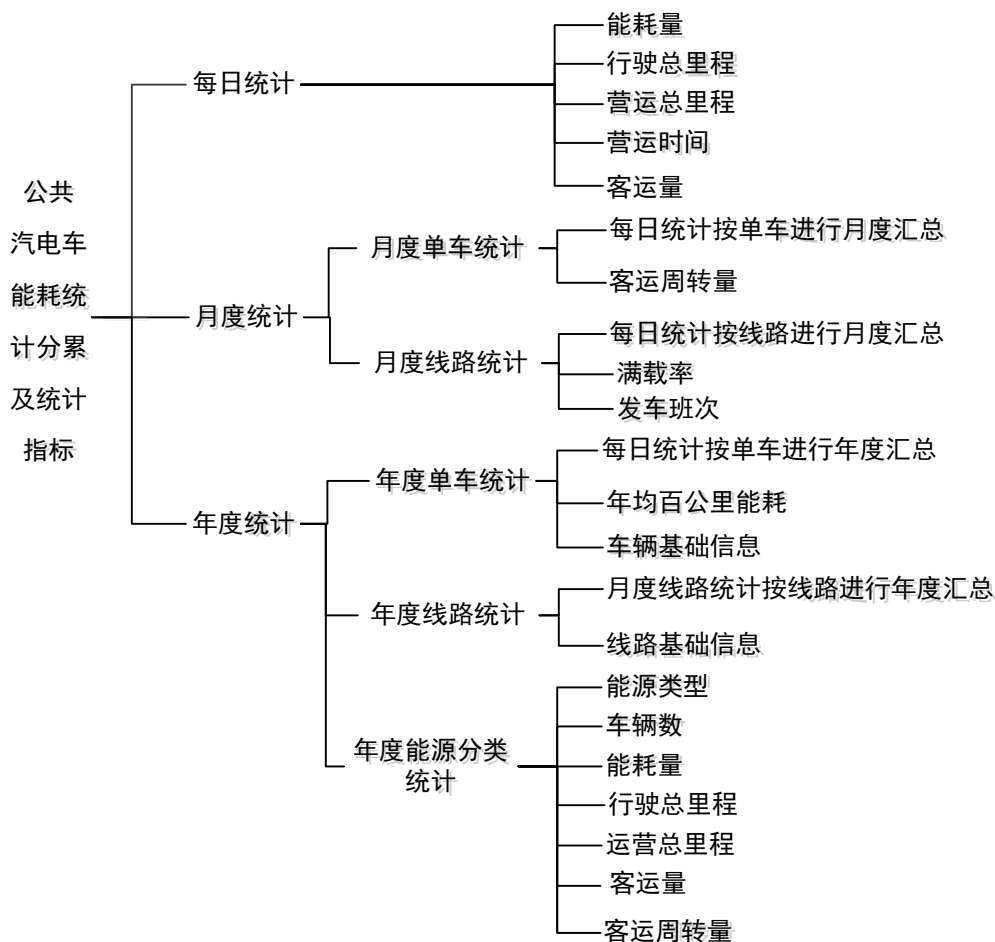 公共
汽电车
能耗统
计分累
及统计
指标
每日统计
能耗量
行驶总里程
营运总里程
营运时间
客运量
月度统计
月度单车统计
每日统计按单车进行月度汇总
客运周转量
月度线路统计
每日统计按线路进行月度汇总
满载率
发车班次
年度统计
年度单车统计
每日统计按单车进行年度汇总
年均百公里能耗
车辆基础信息
年度线路统计
月度线路统计按线路进行年度汇总
线路基础信息
年度能源分类
统计
能源类型
车辆数
能耗量
行驶总里程
运营总里程
客运量
客运周转量